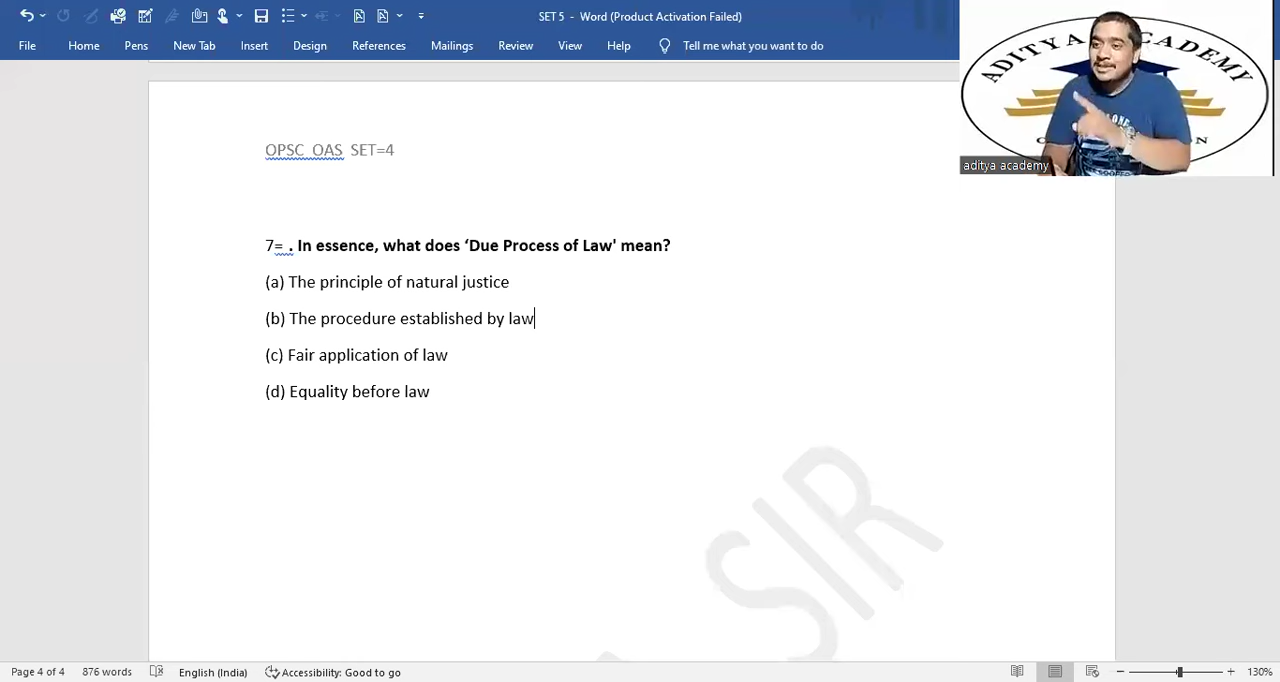 SET 5 - Word (Product Activation Failed)
File Home Pens New Tab Insert Design References Mailings Review View Help Tell me what you want to do
ADITYA ACADEMY
aditya academy
OPSC OAS SET=4
7= . In essence, what does ‘Due Process of Law' mean?
(a) The principle of natural justice
(b) The procedure established by law
(c) Fair application of law
(d) Equality before law
SIR
Page 4 of 4 876 words English (India) Accessibility: Good to go 130%